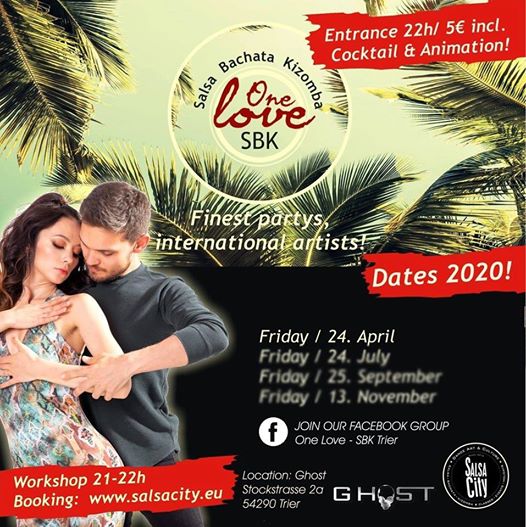 Entrance 22h/ 5€ incl.
Cocktail & Animation!
Salsa Bachata Kizomba
One
love
SBK
Finest partys,
international artists!
Dates 2020!
Friday / 24. April
Friday / 24. July
Friday / 25. September
Friday / 13. November
f
JOIN OUR FACEBOOK GROUP
One Love - SBK Trier
Workshop 21-22h
Booking: www.salsacity.eu
Location: Ghost
Stockstrasse 2a
54290 Trier
GHOST
SALSA
City